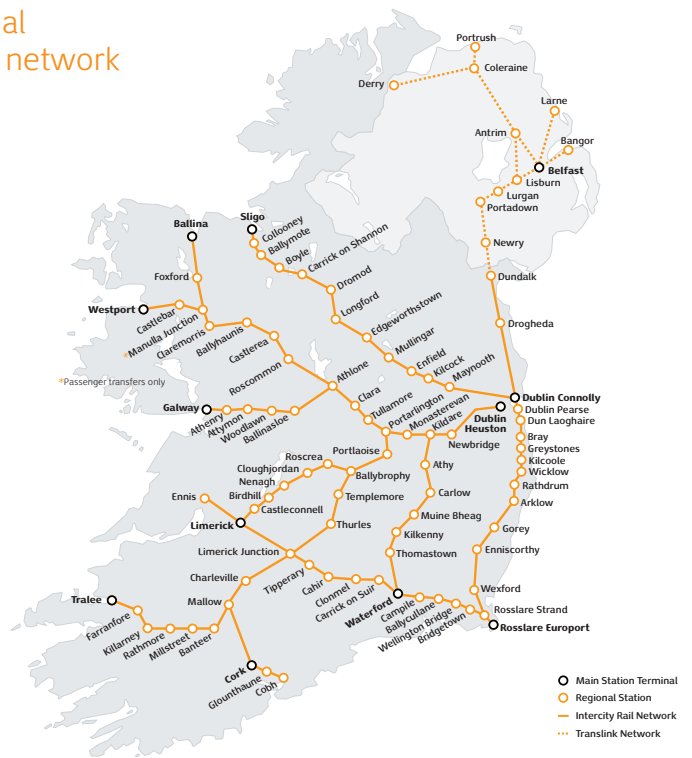 al
network
Portrush
Coleraine
Derry
Larne
Antrim
Bangor
Belfast
Lisburn
Lurgan
Portadown
Newry
Dundalk
Drogheda
Ballina
Sligo
Collooney
Ballymote
Boyle
Carrick on Shannon
Dromod
Longford
Edgeworthstown
Mullingar
Enfield
Kilcock
Maynooth
Foxford
Westport
Castlebar
*Manulla Junction
Claremorris
Ballyhaunis
Castlerea
Roscommon
*Passenger transfers only
Athlone
Clara
Tullamore
Portarlington
Monasterevan
Kildare
Newbridge
Galway
Athenry
Attymon
Woodlawn
Ballinasloe
Dublin Connolly
Dublin Pearse
Dun Laoghaire
Dublin
Heuston
Bray
Greystones
Kilcoole
Wicklow
Rathdrum
Arklow
Gorey
Enniscorthy
Wexford
Rosslare Strand
Rosslare Europort
Portlaoise
Roscrea
Cloughjordan
Nenagh
Birdhill
Castleconnell
Ballybrophy
Templemore
Thurles
Ennis
Limerick
Limerick Junction
Athy
Carlow
Muine Bheag
Kilkenny
Thomastown
Tipperary
Cahir
Clonmel
Carrick on Suir
Waterford
Campile
Ballycullane
Wellington Bridge
Bridgetown
Charleville
Mallow
Tralee
Farranfore
Killarney
Rathmore
Millstreet
Banteer
Cork
Glounthaune
Cobh
Main Station Terminal
Regional Station
Intercity Rail Network
Translink Network